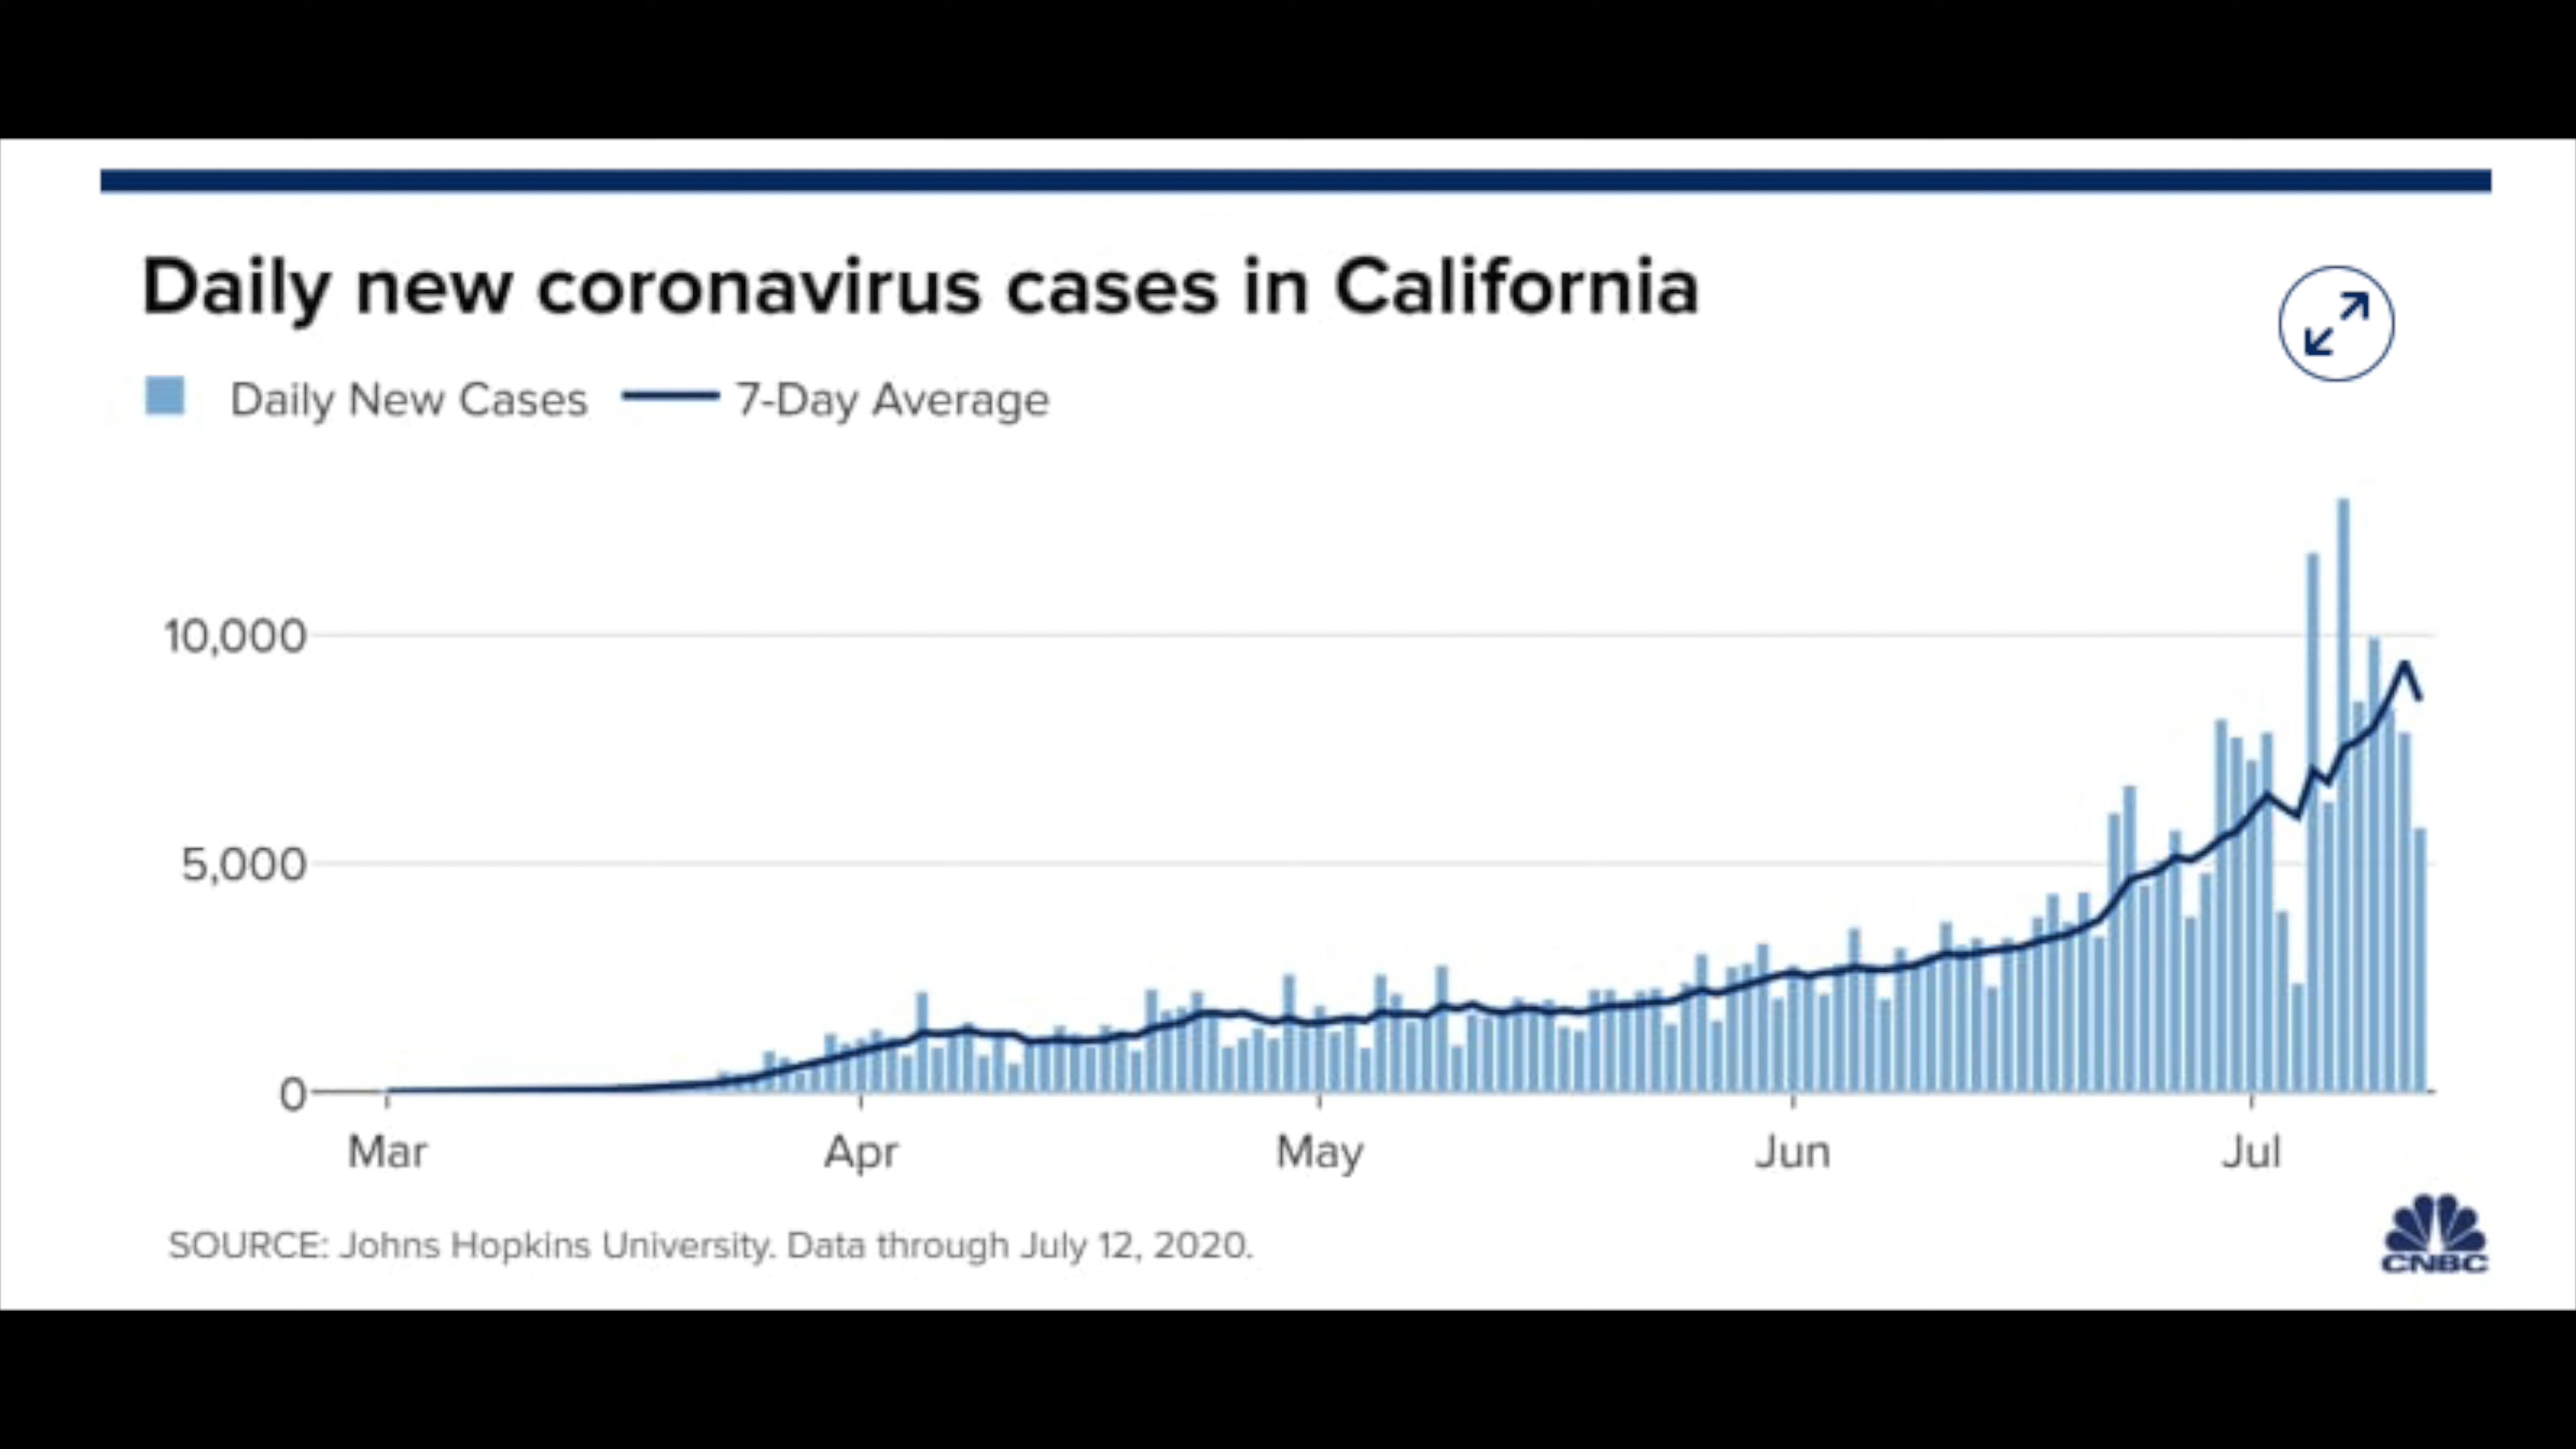 Daily new coronavirus cases in California
Daily New Cases 7-Day Average
10,000
5,000
0
Mar Apr May Jun Jul
SOURCE: Johns Hopkins University. Data through July 12, 2020.
CNBC